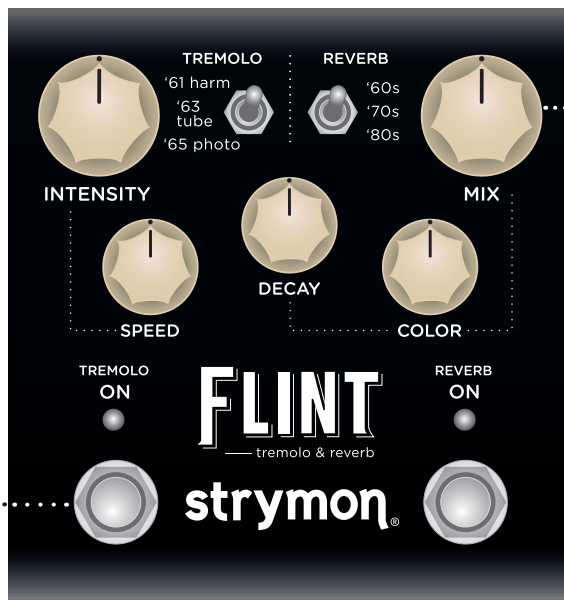 TREMOLO
REVERB
‘61 harm
‘63
tube
‘65 photo
‘60s
‘70s
‘80s
INTENSITY
MIX
DECAY
SPEED
COLOR
TREMOLO
ON
REVERB
ON
FLINT
tremolo & reverb
strymon®